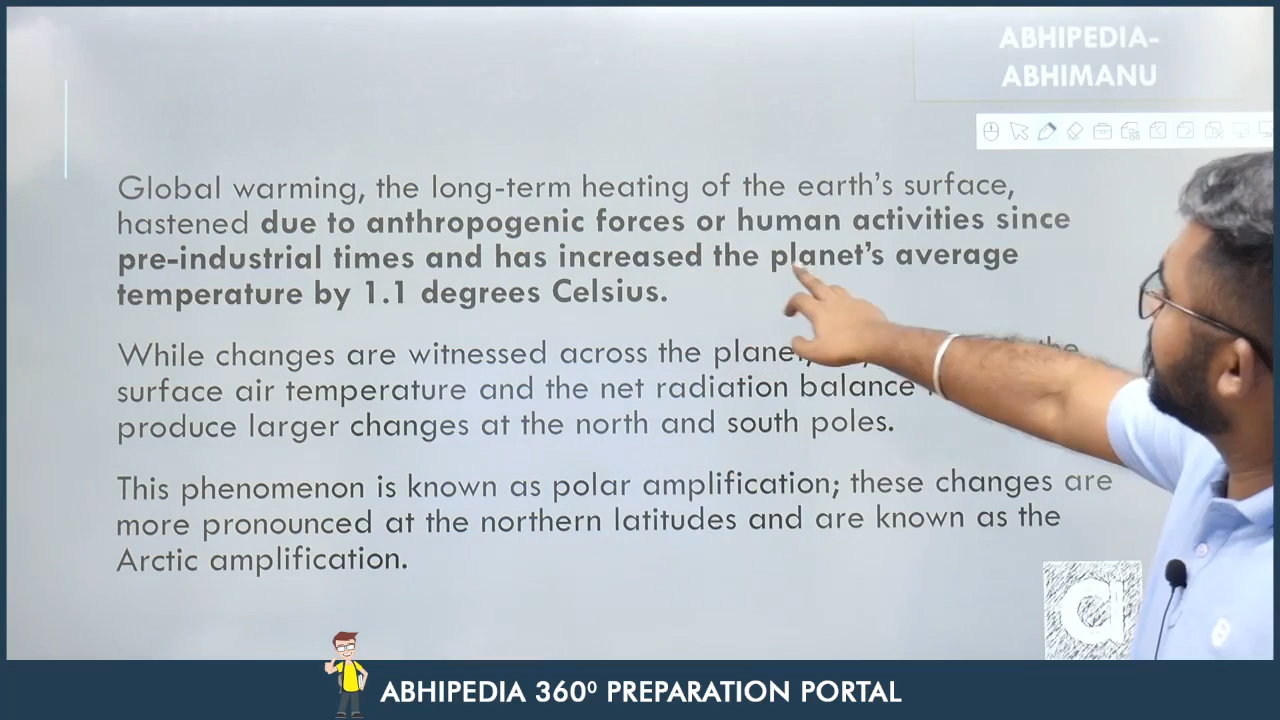 ABHIPEDIA-
ABHIMANU
Global warming, the long-term heating of the earth's surface,
hastened due to anthropogenic forces or human activities since
pre-industrial times and has increased the planet's average
temperature by 1.1 degrees Celsius.
While changes are witnessed across the the
surface air temperature and the net radiation balance
produce larger changes at the north and south poles.
This phenomenon is known as polar amplification; these changes are
more pronounced at the northern latitudes and are known as the
Arctic amplification.
a
ABHIPEDIA 360⁰ PREPARATION PORTAL